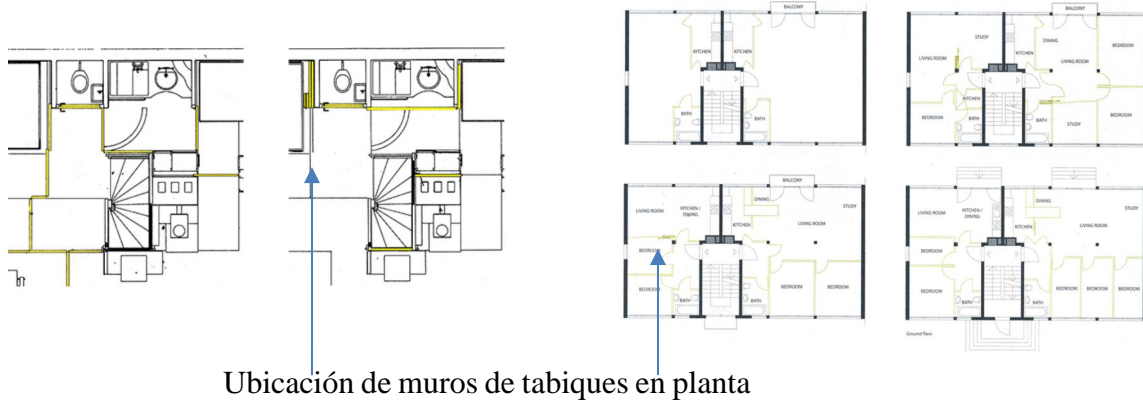 BALCONY
KITCHEN KITCHEN
BATH BATH
BALCONY
STUDY
DINING
BEDROOM
LIVING ROOM
KITCHEN
LIVING ROOM
KITCHEN
BATH
BEDROOM
BATH
STUDY
BEDROOM
BALCONY
DINING
LIVING ROOM
KITCHEN /
DINING
KITCHEN
LIVING ROOM
STUDY
BEDROOM
BEDROOM
BATH
BATH
BEDROOM
BEDROOM
LIVING ROOM
KITCHEN /
DINING
DINING
KITCHEN
LIVING ROOM
STUDY
BEDROOM
BEDROOM
BATH
BATH
BEDROOM
BEDROOM
BEDROOM
Ground floor
Ubicación de muros de tabiques en planta